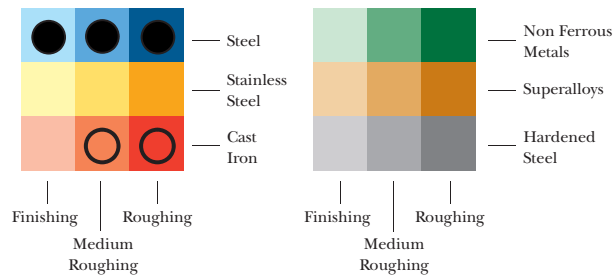 Steel
Stainless
Steel
Cast
Iron
Finishing
Roughing
Medium
Roughing
Non Ferrous
Metals
Superalloys
Hardened
Steel
Finishing
Roughing
Medium
Roughing